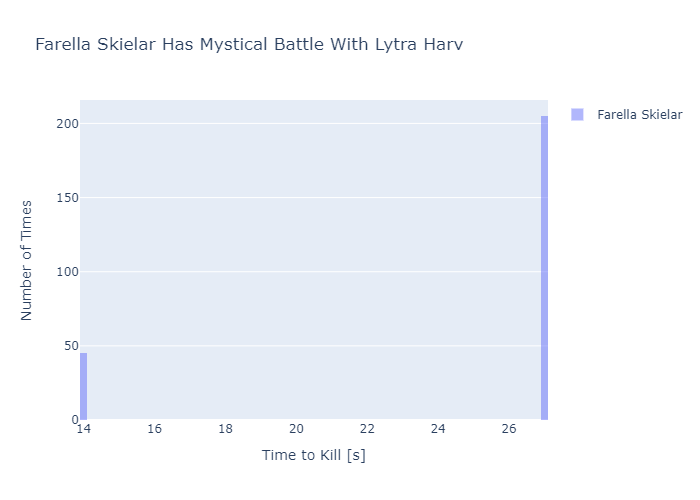 Farella Skielar Has Mystical Battle With Lytra Harv
Farella Skielar
200
150
100
50
0
Number of Times
14 16 18 20 22 24 26
Time to Kill [s]